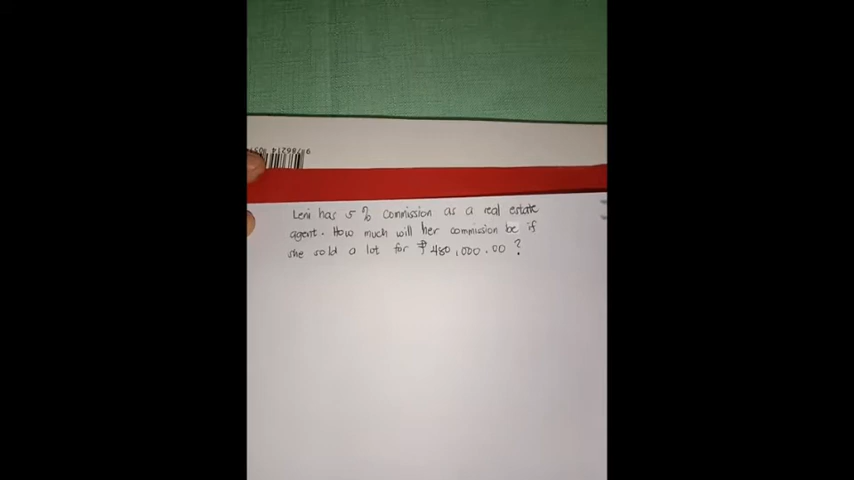 Leni has 5% commission as a real estate
agent. How much will her commission be if
she sold a lot for ₱480,000.00?